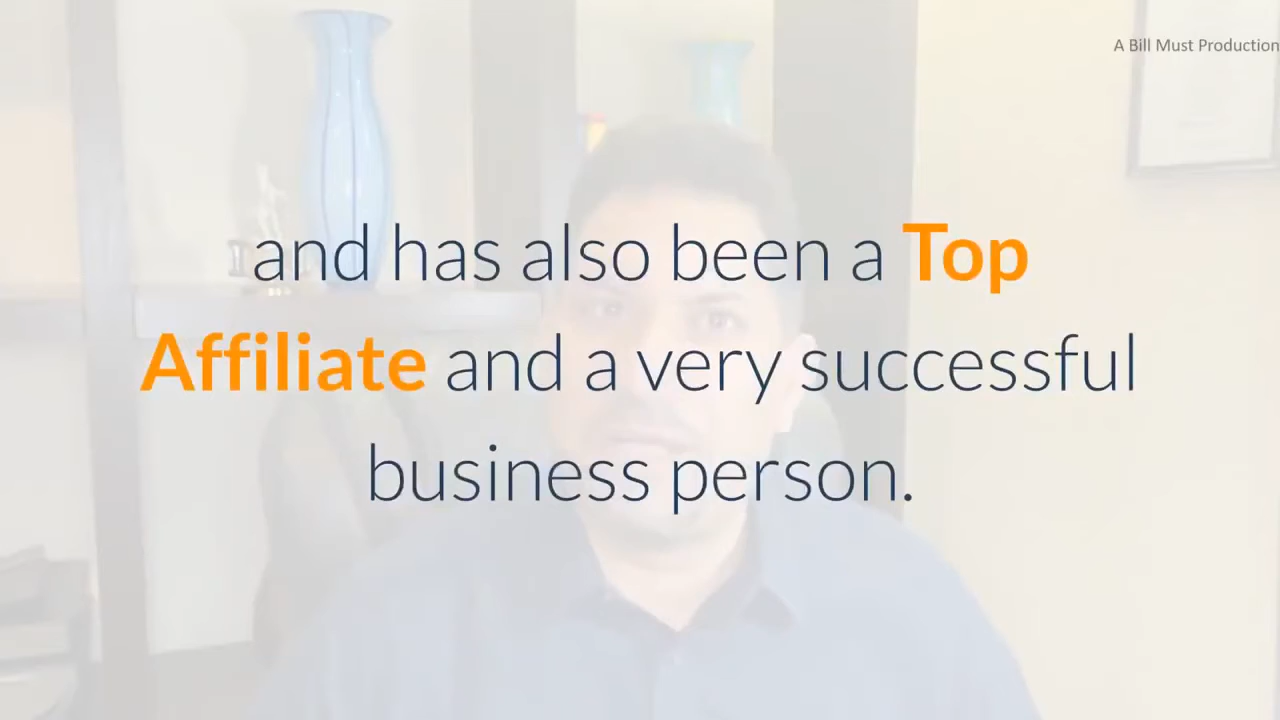 A Bill Must Production
and has also been a Top
Affiliate and a very successful
business person.